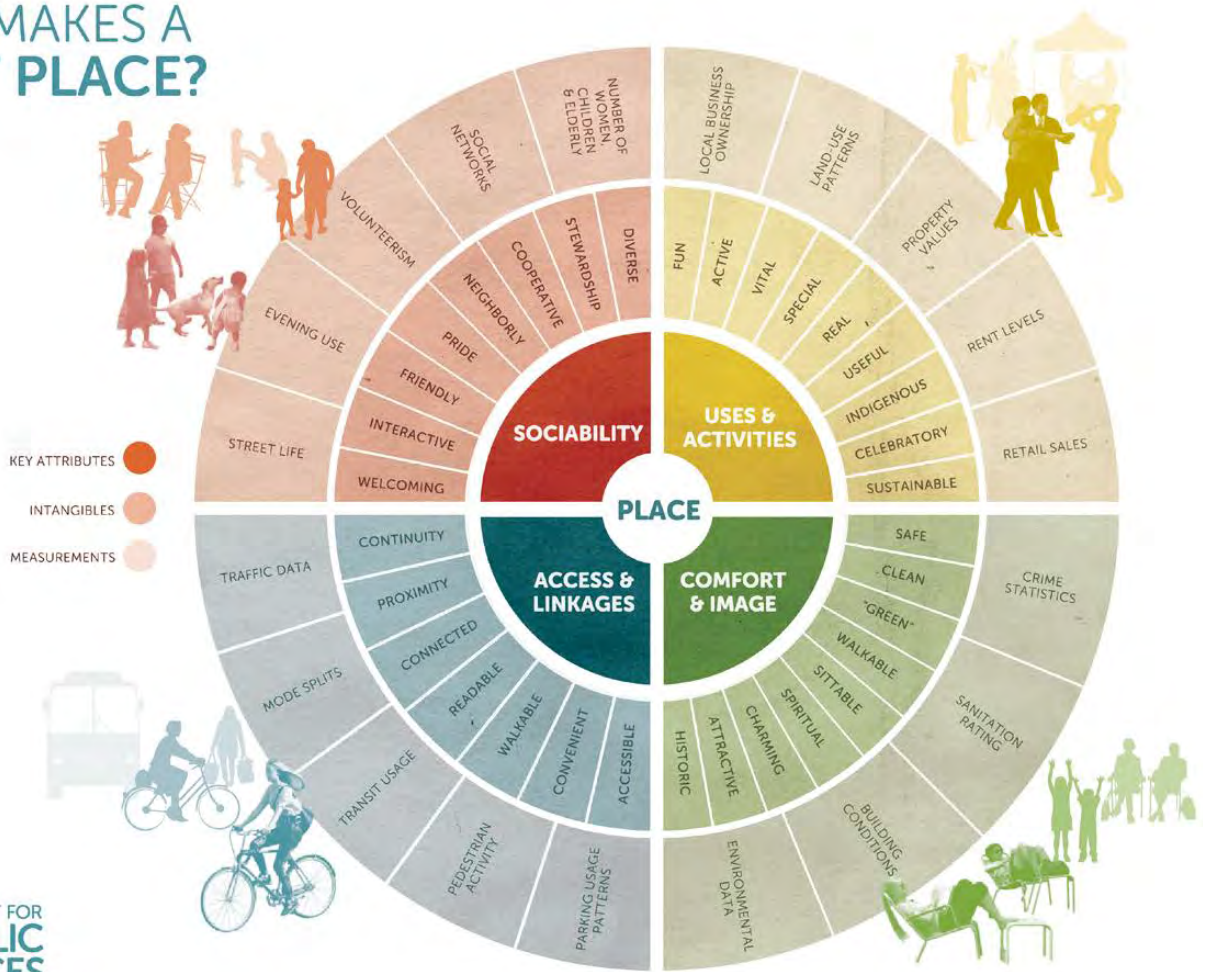 MAKES A
PLACE?
KEY ATTRIBUTES
INTANGIBLES
MEASUREMENTS
PLACE
SOCIABILITY
USES &
ACTIVITIES
ACCESS &
LINKAGES
COMFORT
& IMAGE
DIVERSE
STEWARDSHIP
COOPERATIVE
NEIGHBORLY
PRIDE
FRIENDLY
INTERACTIVE
WELCOMING
NUMBER OF
WOMEN,
CHILDREN
& ELDERLY
SOCIAL
NETWORKS
VOLUNTEERISM
EVENING USE
STREET LIFE
FUN
ACTIVE
VITAL
SPECIAL
REAL
USEFUL
INDIGENOUS
CELEBRATORY
SUSTAINABLE
LOCAL BUSINESS
OWNERSHIP
LAND-USE
PATTERNS
PROPERTY
VALUES
RENT LEVELS
RETAIL SALES
CONTINUITY
PROXIMITY
CONNECTED
READABLE
WALKABLE
CONVENIENT
ACCESSIBLE
TRAFFIC DATA
MODE SPLITS
TRANSIT USAGE
PEDESTRIAN
ACTIVITY
PARKING USAGE
PATTERNS
SAFE
CLEAN
"GREEN"
WALKABLE
SITTABLE
SPIRITUAL
CHARMING
ATTRACTIVE
HISTORIC
CRIME
STATISTICS
SANITATION
RATING
BUILDING
CONDITIONS
ENVIRONMENTAL
DATA
FOR
LIC